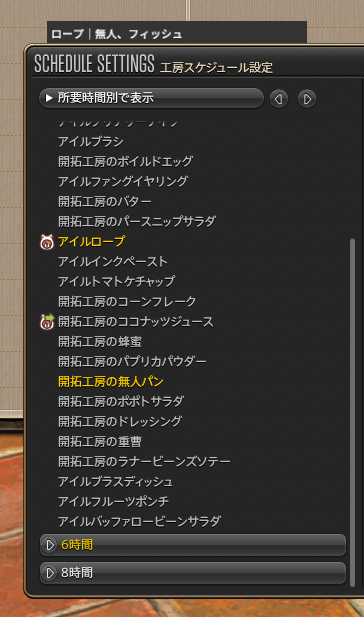 ロープ｜無人、フィッシュ
SCHEDULE SETTINGS 工房スケジュール設定
所要時間別で表示
アイルブラシ
開拓工房のボイルドエッグ
アイルファングイヤリング
開拓工房のバター
開拓工房のパースニップサラダ
アイルロープ
アイルインクペースト
アイルトマトケチャップ
開拓工房のコーンフレーク
開拓工房のココナッツジュース
開拓工房の蜂蜜
開拓工房のパプリカパウダー
開拓工房の無人パン
開拓工房のポポトサラダ
開拓工房のドレッシング
開拓工房の重曹
開拓工房のラナービーンズソテー
アイルブラスディッシュ
アイルフルーツポンチ
アイルバッファロービーンサラダ
6時間
8時間